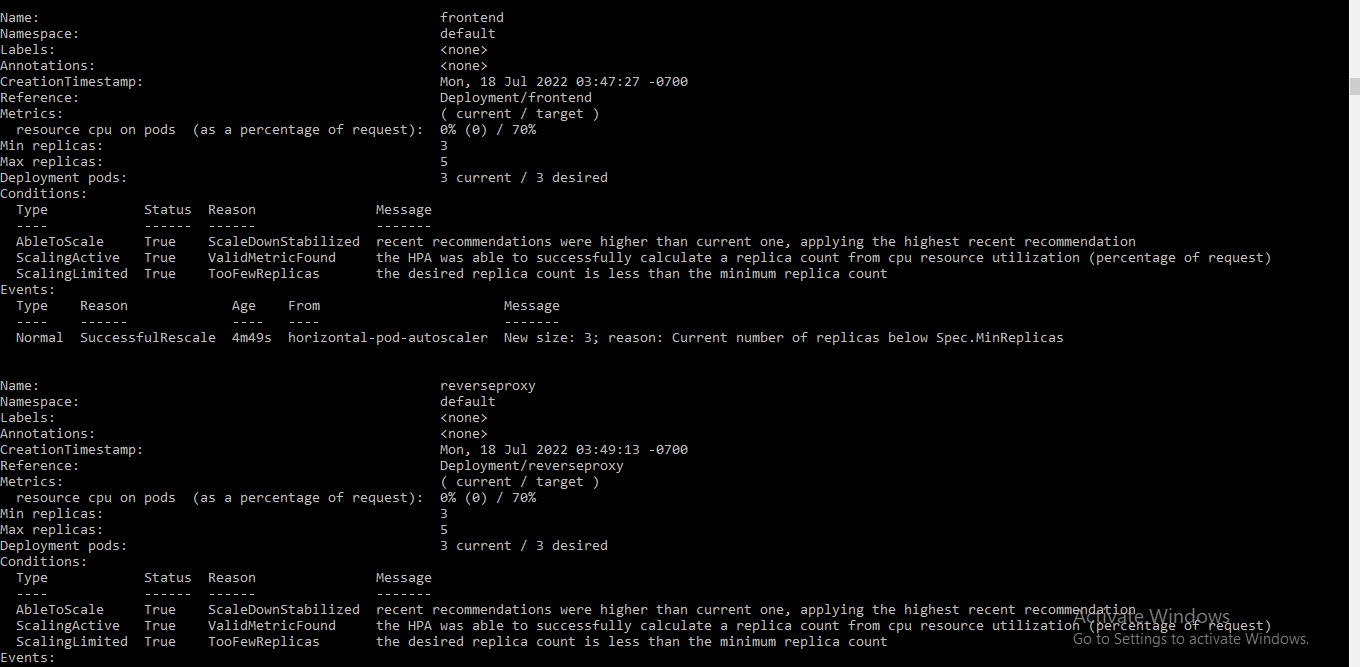 Name: frontend
Namespace: default
Labels: <none>
Annotations: <none>
CreationTimestamp: Mon, 18 Jul 2022 03:47:27 -0700
Reference: Deployment/frontend
Metrics: ( current / target )
  resource cpu on pods  (as a percentage of request):  0% (0) / 70%
Min replicas: 3
Max replicas: 5
Deployment pods: 3 current / 3 desired
Conditions:
  Type            Status  Reason               Message
  ----            ------  ------               -------
  AbleToScale     True    ScaleDownStabilized  recent recommendations were higher than current one, applying the highest recent recommendation
  ScalingActive   True    ValidMetricFound     the HPA was able to successfully calculate a replica count from cpu resource utilization (percentage of request)
  ScalingLimited  True    TooFewReplicas       the desired replica count is less than the minimum replica count
Events:
  Type    Reason             Age    From                       Message
  ----    ------             ----   ----                       -------
  Normal  SuccessfulRescale  4m49s  horizontal-pod-autoscaler  New size: 3; reason: Current number of replicas below Spec.MinReplicas
Name: reverseproxy
Namespace: default
Labels: <none>
Annotations: <none>
CreationTimestamp: Mon, 18 Jul 2022 03:49:13 -0700
Reference: Deployment/reverseproxy
Metrics: ( current / target )
  resource cpu on pods  (as a percentage of request):  0% (0) / 70%
Min replicas: 3
Max replicas: 5
Deployment pods: 3 current / 3 desired
Conditions:
  Type            Status  Reason               Message
  ----            ------  ------               -------
  AbleToScale     True    ScaleDownStabilized  recent recommendations were higher than current one, applying the highest recent recommendation
  ScalingActive   True    ValidMetricFound     the HPA was able to successfully calculate a replica count from cpu resource utilization (percentage of request)
  ScalingLimited  True    TooFewReplicas       the desired replica count is less than the minimum replica count
Events:
Activate Windows
Go to Settings to activate Windows.